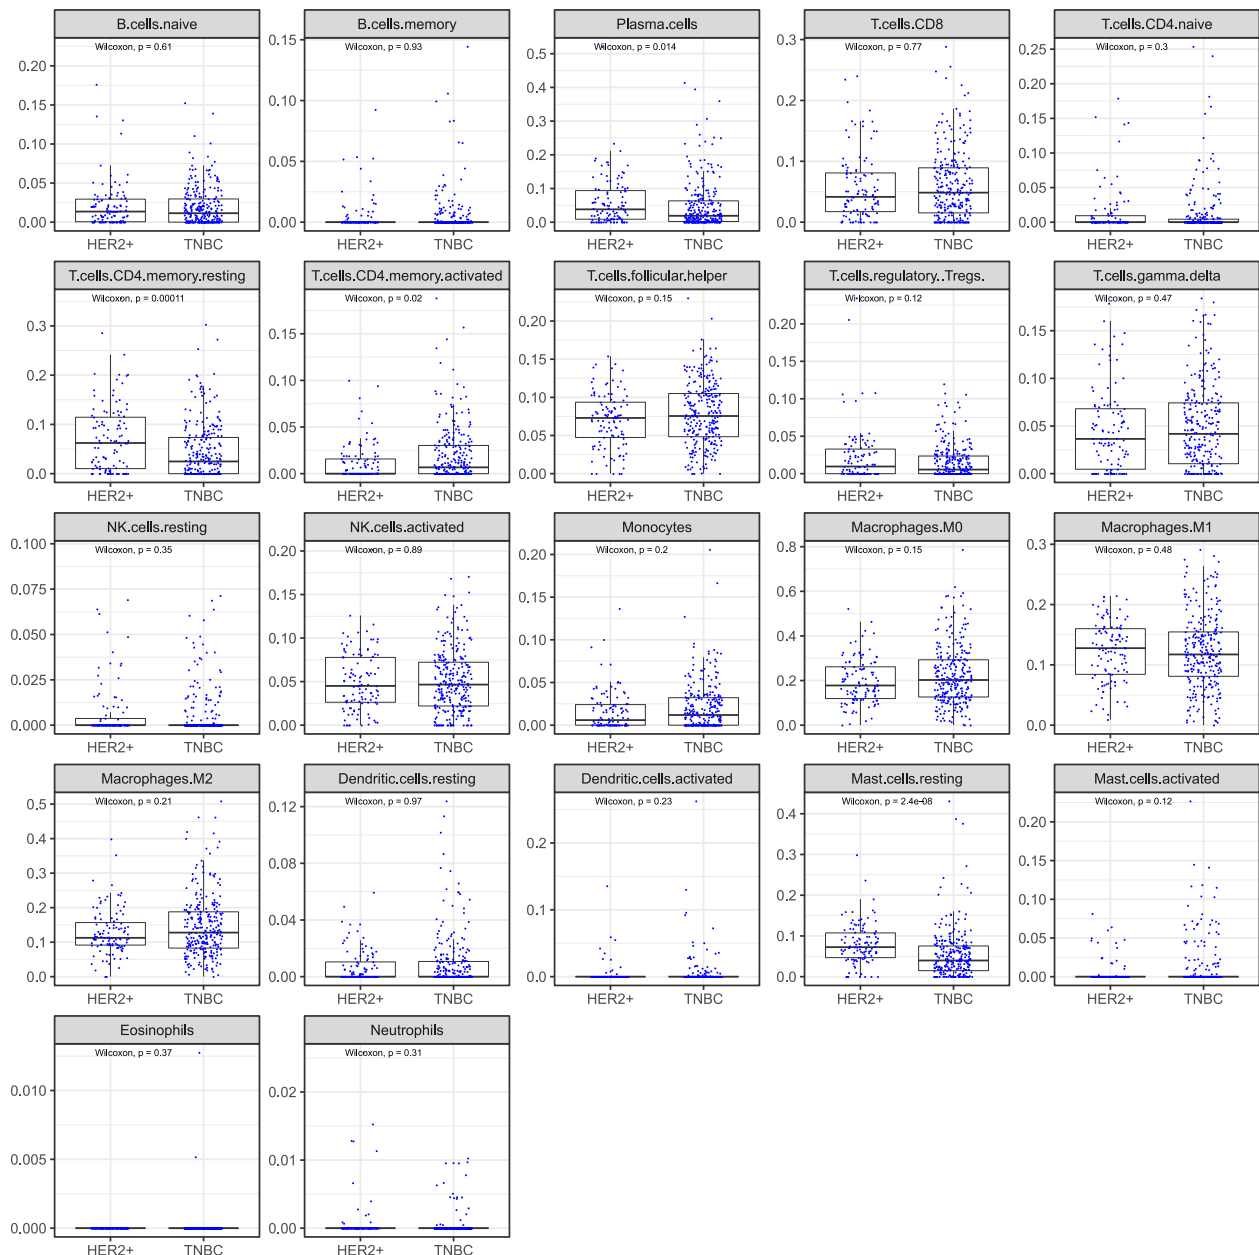 B.cells.naive
B.cells.memory
Plasma.cells
T.cells.CD8
T.cells.CD4.naive
Wilcoxon, p = 0.61
Wilcoxon, p = 0.93
Wilcoxon, p = 0.014
Wilcoxon, p = 0.77
Wilcoxon, p = 0.3
0.20
0.15
0.10
0.05
0.00
0.15
0.10
0.05
0.00
0.5
0.4
0.3
0.2
0.1
0.0
0.3
0.2
0.1
0.0
0.25
0.20
0.15
0.10
0.05
0.00
HER2+ TNBC
HER2+ TNBC
HER2+ TNBC
HER2+ TNBC
HER2+ TNBC
T.cells.CD4.memory.resting
T.cells.CD4.memory.activated
T.cells.follicular.helper
T.cells.regulatory..Tregs.
T.cells.gamma.delta
Wilcoxon, p = 0.00011
Wilcoxon, p = 0.02
Wilcoxon, p = 0.15
Wilcoxon, p = 0.12
Wilcoxon, p = 0.47
0.3
0.2
0.1
0.0
0.15
0.10
0.05
0.00
0.20
0.15
0.10
0.05
0.00
0.20
0.15
0.10
0.05
0.00
0.15
0.10
0.05
0.00
HER2+ TNBC
HER2+ TNBC
HER2+ TNBC
HER2+ TNBC
HER2+ TNBC
NK.cells.resting
NK.cells.activated
Monocytes
Macrophages.M0
Macrophages.M1
Wilcoxon, p = 0.35
Wilcoxon, p = 0.89
Wilcoxon, p = 0.2
Wilcoxon, p = 0.15
Wilcoxon, p = 0.48
0.100
0.075
0.050
0.025
0.000
0.20
0.15
0.10
0.05
0.00
0.20
0.15
0.10
0.05
0.00
0.8
0.6
0.4
0.2
0.0
0.3
0.2
0.1
0.0
HER2+ TNBC
HER2+ TNBC
HER2+ TNBC
HER2+ TNBC
HER2+ TNBC
Macrophages.M2
Dendritic.cells.resting
Dendritic.cells.activated
Mast.cells.resting
Mast.cells.activated
Wilcoxon, p = 0.21
Wilcoxon, p = 0.97
Wilcoxon, p = 0.23
Wilcoxon, p = 2.4e-08
Wilcoxon, p = 0.12
0.5
0.4
0.3
0.2
0.1
0.0
0.12
0.08
0.04
0.00
0.2
0.1
0.0
0.4
0.3
0.2
0.1
0.0
0.20
0.15
0.10
0.05
0.00
HER2+ TNBC
HER2+ TNBC
HER2+ TNBC
HER2+ TNBC
HER2+ TNBC
Eosinophils
Neutrophils
Wilcoxon, p = 0.37
Wilcoxon, p = 0.31
0.010
0.005
0.000
0.02
0.01
0.00
HER2+ TNBC
HER2+ TNBC